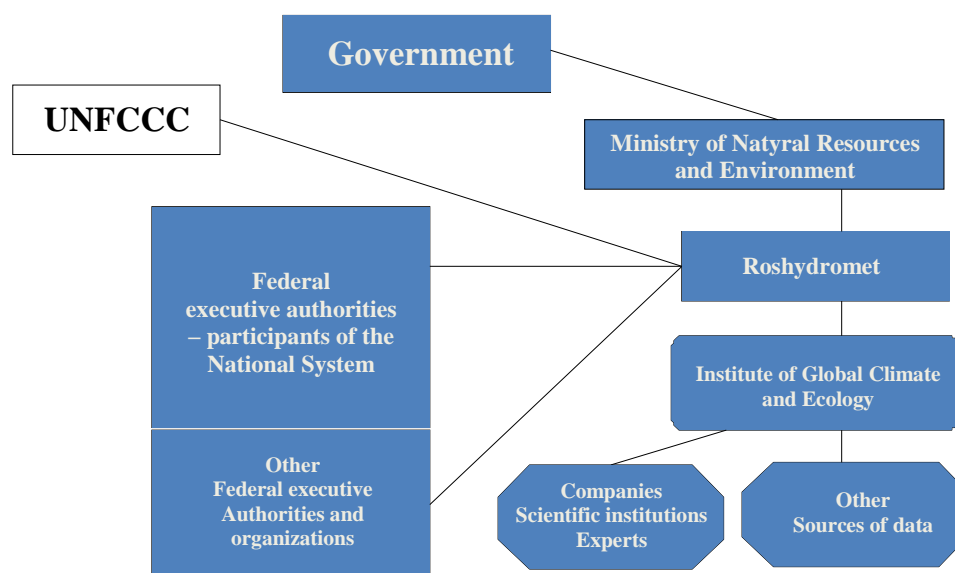 Government
UNFCCC
Ministry of Natyral Resources
and Environment
Roshydromet
Federal
executive authorities
– participants of the
National System
Institute of Global Climate
and Ecology
Other
Federal executive
Authorities and
organizations
Companies
Scientific institutions
Experts
Other
Sources of data